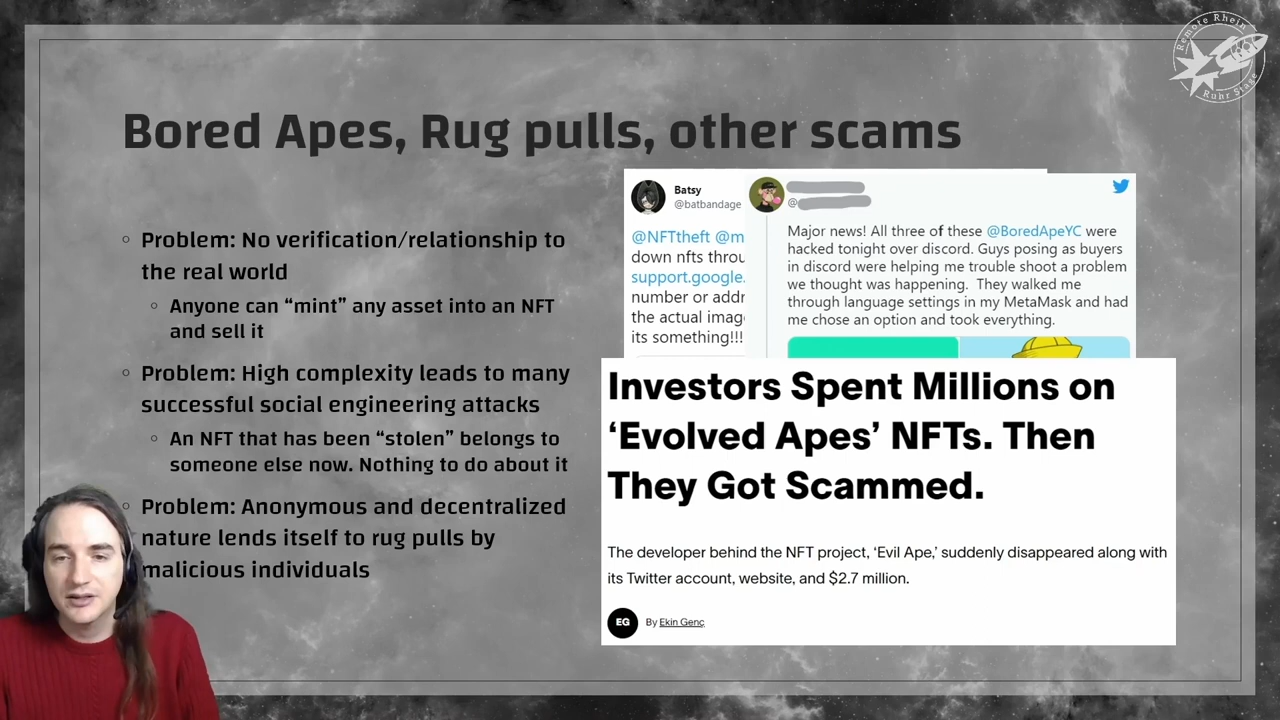 Remote Rhein
Ruhr Stage
Bored Apes, Rug pulls, other scams
Problem: No verification/relationship to
the real world
Anyone can “mint” any asset into an NFT
and sell it
Problem: High complexity leads to many
successful social engineering attacks
An NFT that has been “stolen” belongs to
someone else now. Nothing to do about it
Problem: Anonymous and decentralized
nature lends itself to rug pulls by
malicious individuals
Batsy
@batbandage
@NFTtheft @m
down nfts throu
support.google.
number or addr
the actual imag
its something!!!
@
Major news! All three of these @BoredApeYC were
hacked tonight over discord. Guys posing as buyers
in discord were helping me trouble shoot a problem
we thought was happening. They walked me
through language settings in my MetaMask and had
me chose an option and took everything.
Investors Spent Millions on
‘Evolved Apes’ NFTs. Then
They Got Scammed.
The developer behind the NFT project, ‘Evil Ape,’ suddenly disappeared along with
its Twitter account, website, and $2.7 million.
EG
By Ekin Genç